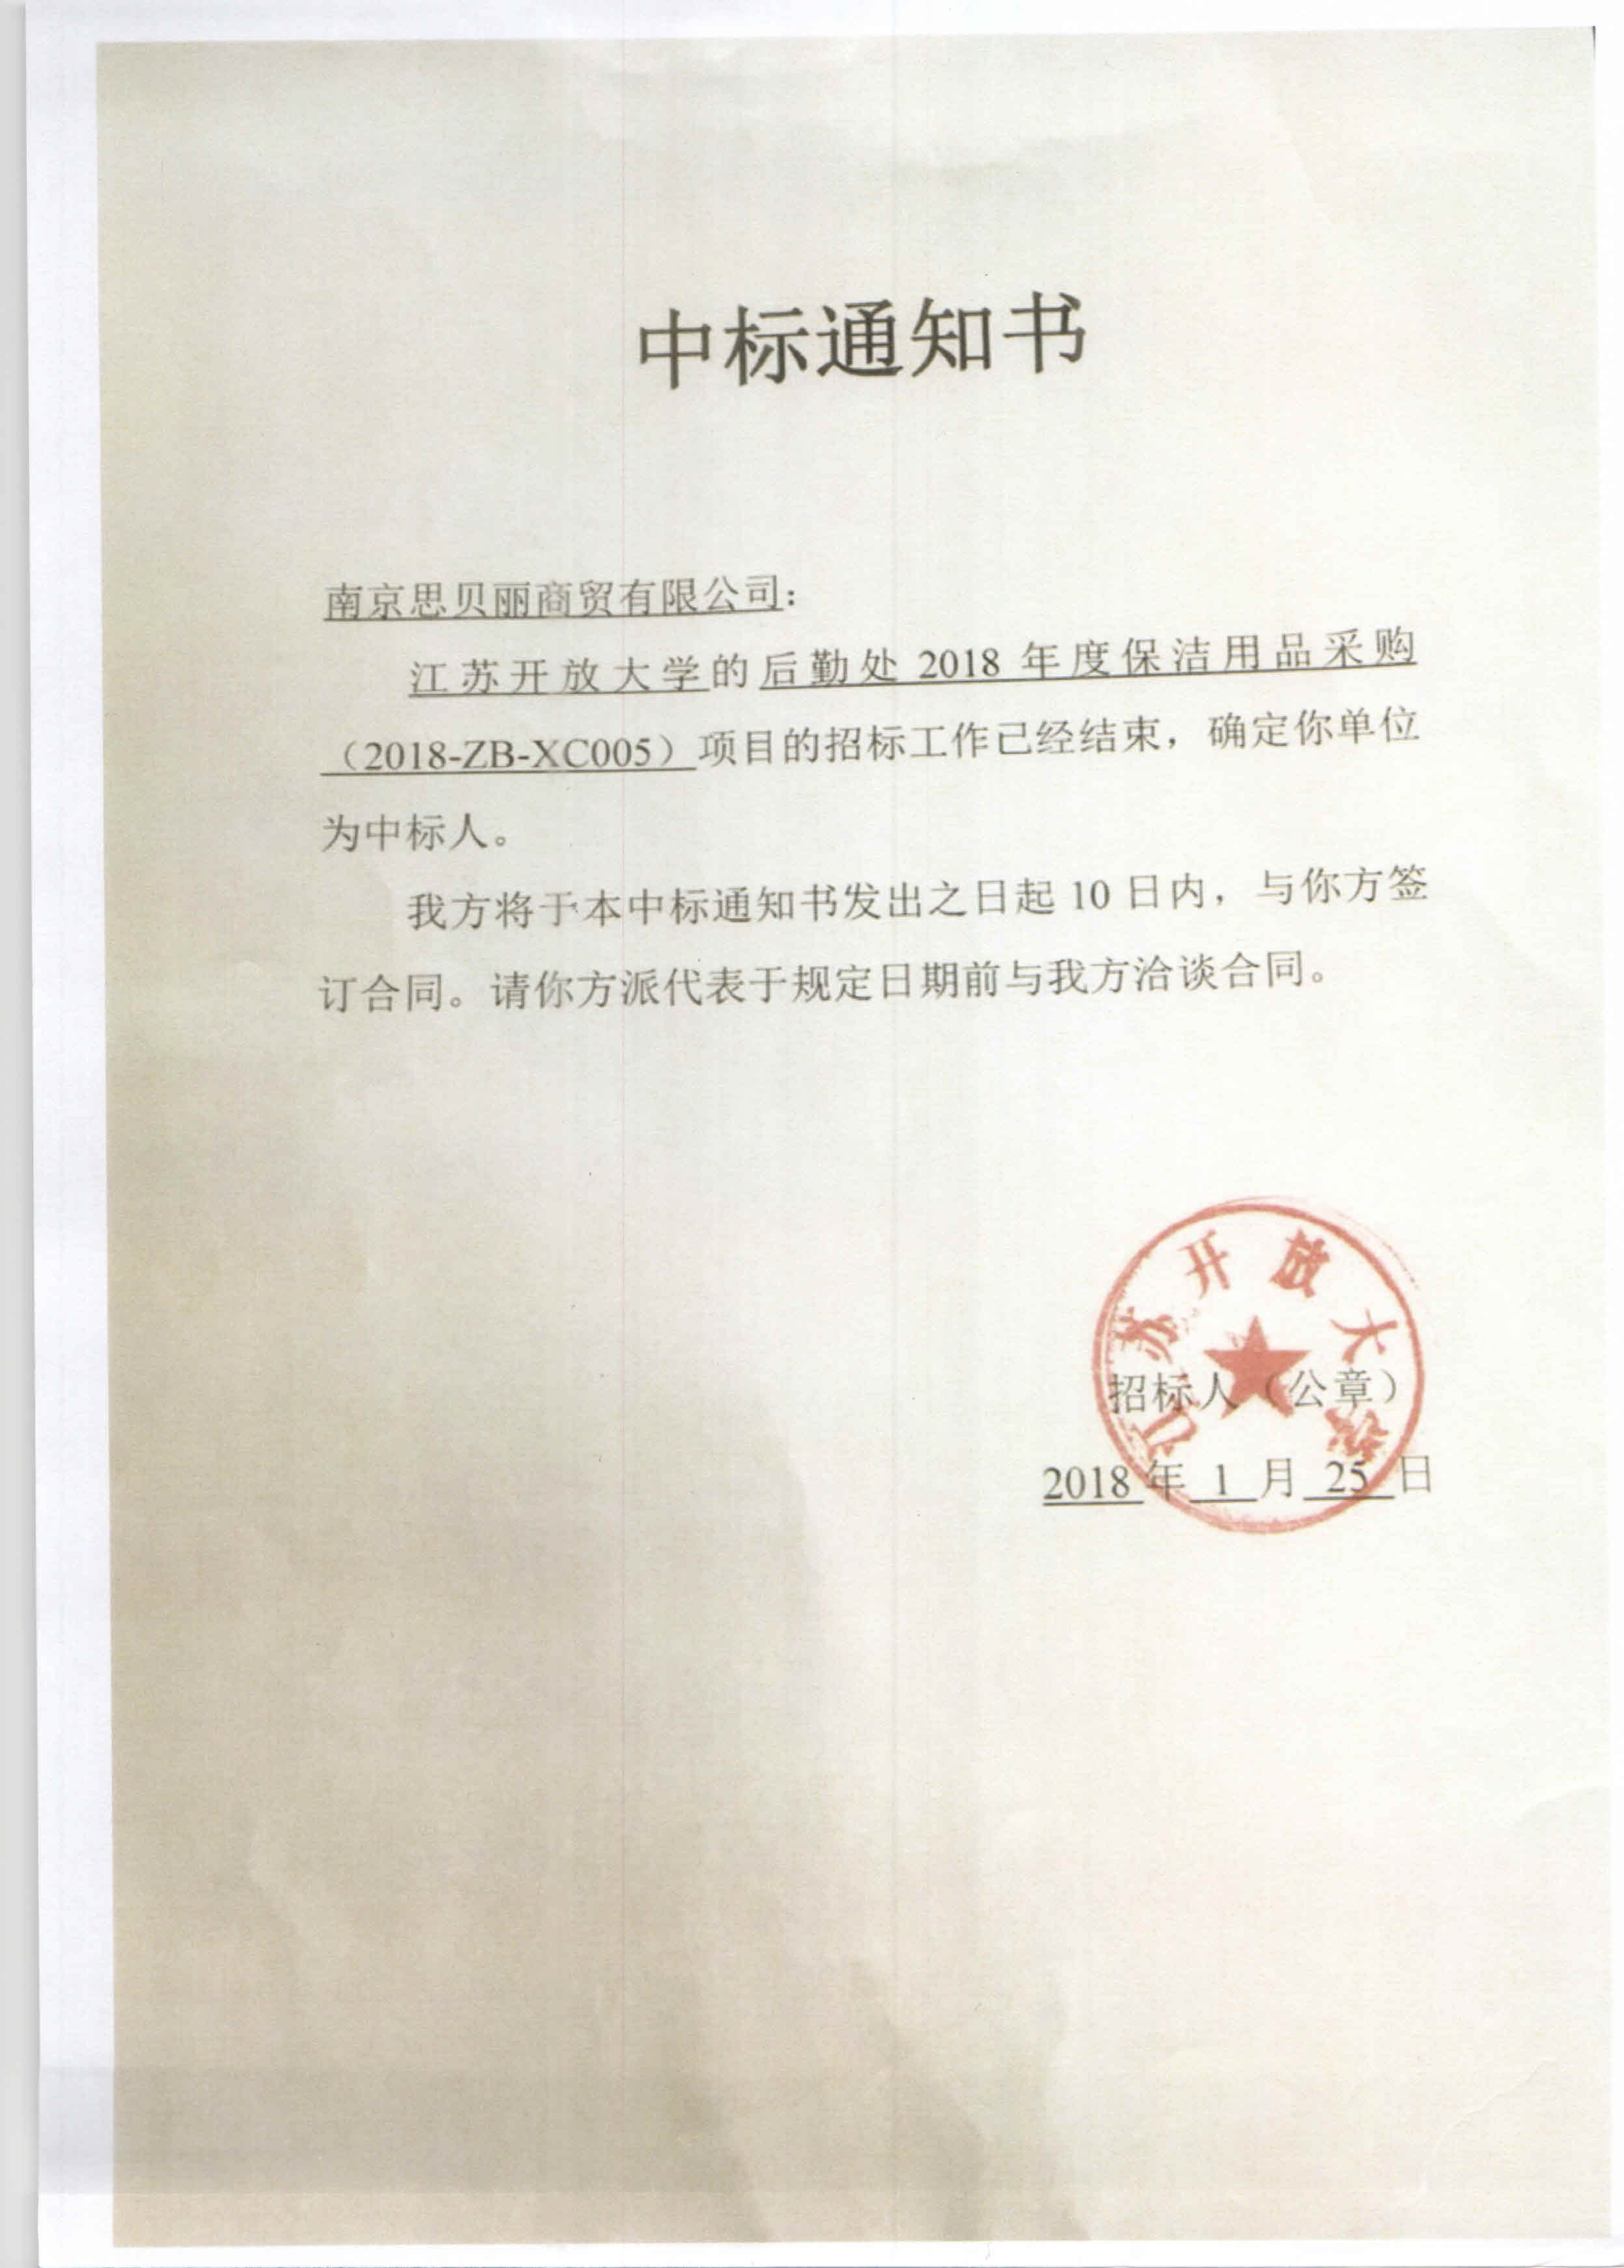 中标通知书
南京思贝丽商贸有限公司：
江苏开放大学的后勤处 2018 年度保洁用品采购
（2018-ZB-XC005）项目的招标工作已经结束，确定你单位
为中标人。
我方将于本中标通知书发出之日起 10 日内，与你方签
订合同。请你方派代表于规定日期前与我方洽谈合同。
江苏开放大学
招标人（公章）
2018 年 1 月 25 日